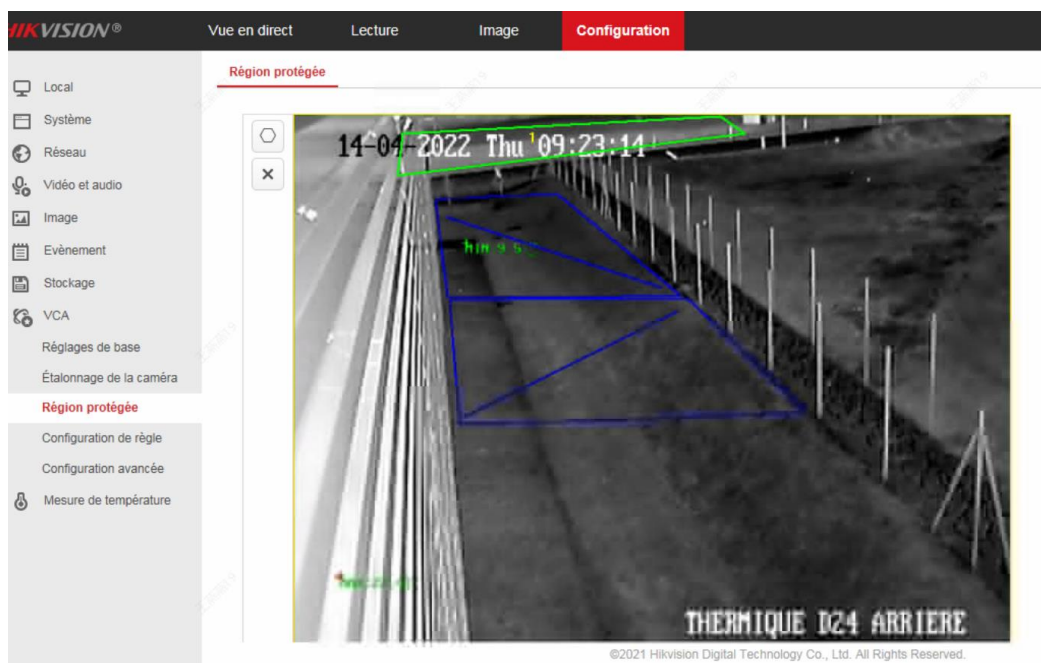 HIKVISION®
Vue en direct
Lecture
Image
Configuration
Région protégée
Local
Système
Réseau
Vidéo et audio
Image
Evènement
Stockage
VCA
Réglages de base
Étalonnage de la caméra
Région protégée
Configuration de règle
Configuration avancée
Mesure de température
14-04-2022 Thu 09:23:14
1
THERMIQUE D24 ARRIERE
©2021 Hikvision Digital Technology Co., Ltd. All Rights Reserved.